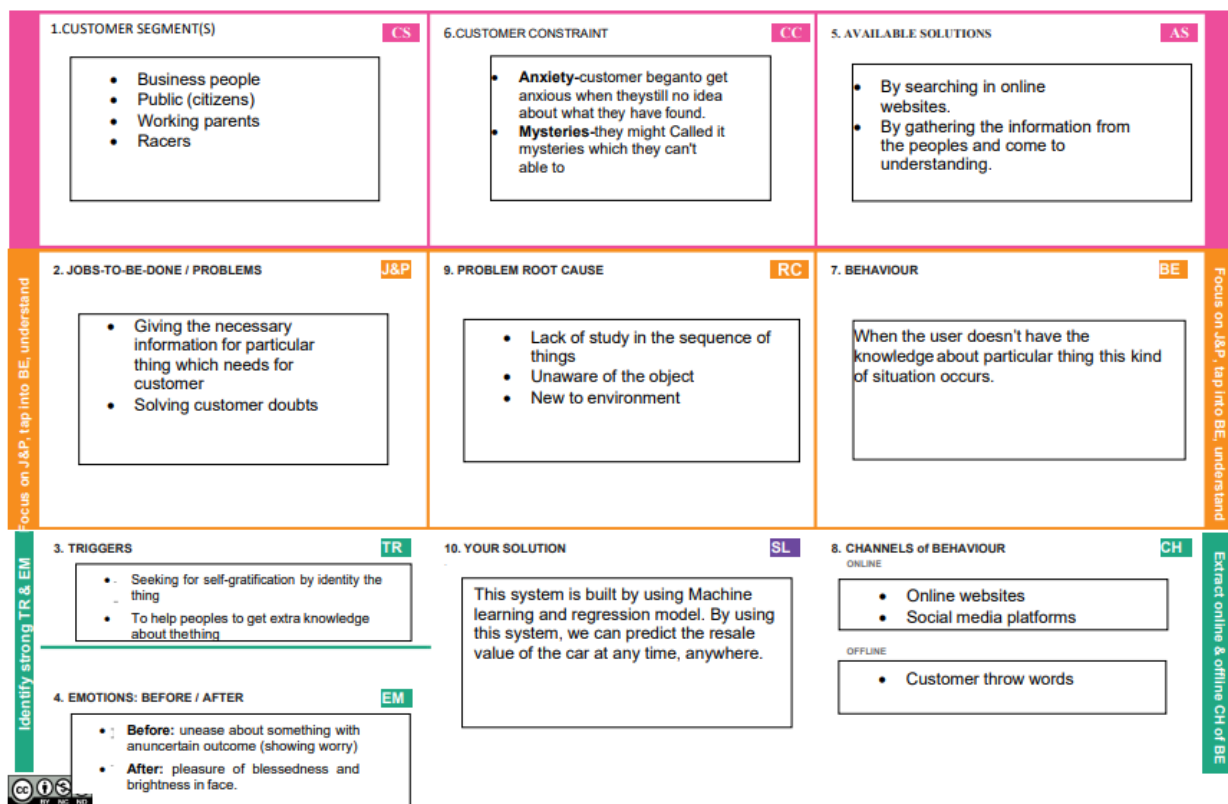 1.CUSTOMER SEGMENT(S)
CS
• Business people
• Public (citizens)
• Working parents
• Racers
6.CUSTOMER CONSTRAINT
CC
• Anxiety-customer beganto get
anxious when theystill no idea
about what they have found.
• Mysteries-they might Called it
mysteries which they can't
able to
5. AVAILABLE SOLUTIONS
AS
• By searching in online
websites.
• By gathering the information from
the peoples and come to
understanding.
Focus on J&P, tap into BE, understand
2. JOBS-TO-BE-DONE / PROBLEMS
J&P
• Giving the necessary
information for particular
thing which needs for
customer
• Solving customer doubts
9. PROBLEM ROOT CAUSE
RC
• Lack of study in the sequence of
things
• Unaware of the object
• New to environment
7. BEHAVIOUR
BE
When the user doesn't have the
knowledge about particular thing this kind
of situation occurs.
Focus on J&P, tap into BE, understand
Identify strong TR & EM
3. TRIGGERS
TR
• Seeking for self-gratification by identity the
thing
• To help peoples to get extra knowledge
about thething
4. EMOTIONS: BEFORE / AFTER
EM
• Before: unease about something with
anuncertain outcome (showing worry)
• After: pleasure of blessedness and
brightness in face.
10. YOUR SOLUTION
SL
This system is built by using Machine
learning and regression model. By using
this system, we can predict the resale
value of the car at any time, anywhere.
8. CHANNELS of BEHAVIOUR
CH
ONLINE
• Online websites
• Social media platforms
OFFLINE
• Customer throw words
Extract online & offline CH of BE
cc
BY NC ND